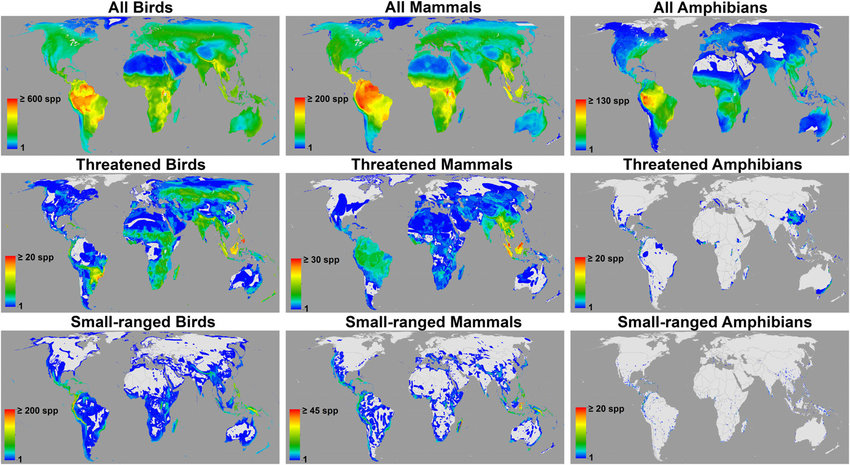 All Birds
All Mammals
All Amphibians
≥ 600 spp
1
≥ 200 spp
1
≥ 130 spp
1
Threatened Birds
Threatened Mammals
Threatened Amphibians
≥ 20 spp
1
≥ 30 spp
1
≥ 20 spp
1
Small-ranged Birds
Small-ranged Mammals
Small-ranged Amphibians
≥ 200 spp
1
≥ 45 spp
1
≥ 20 spp
1